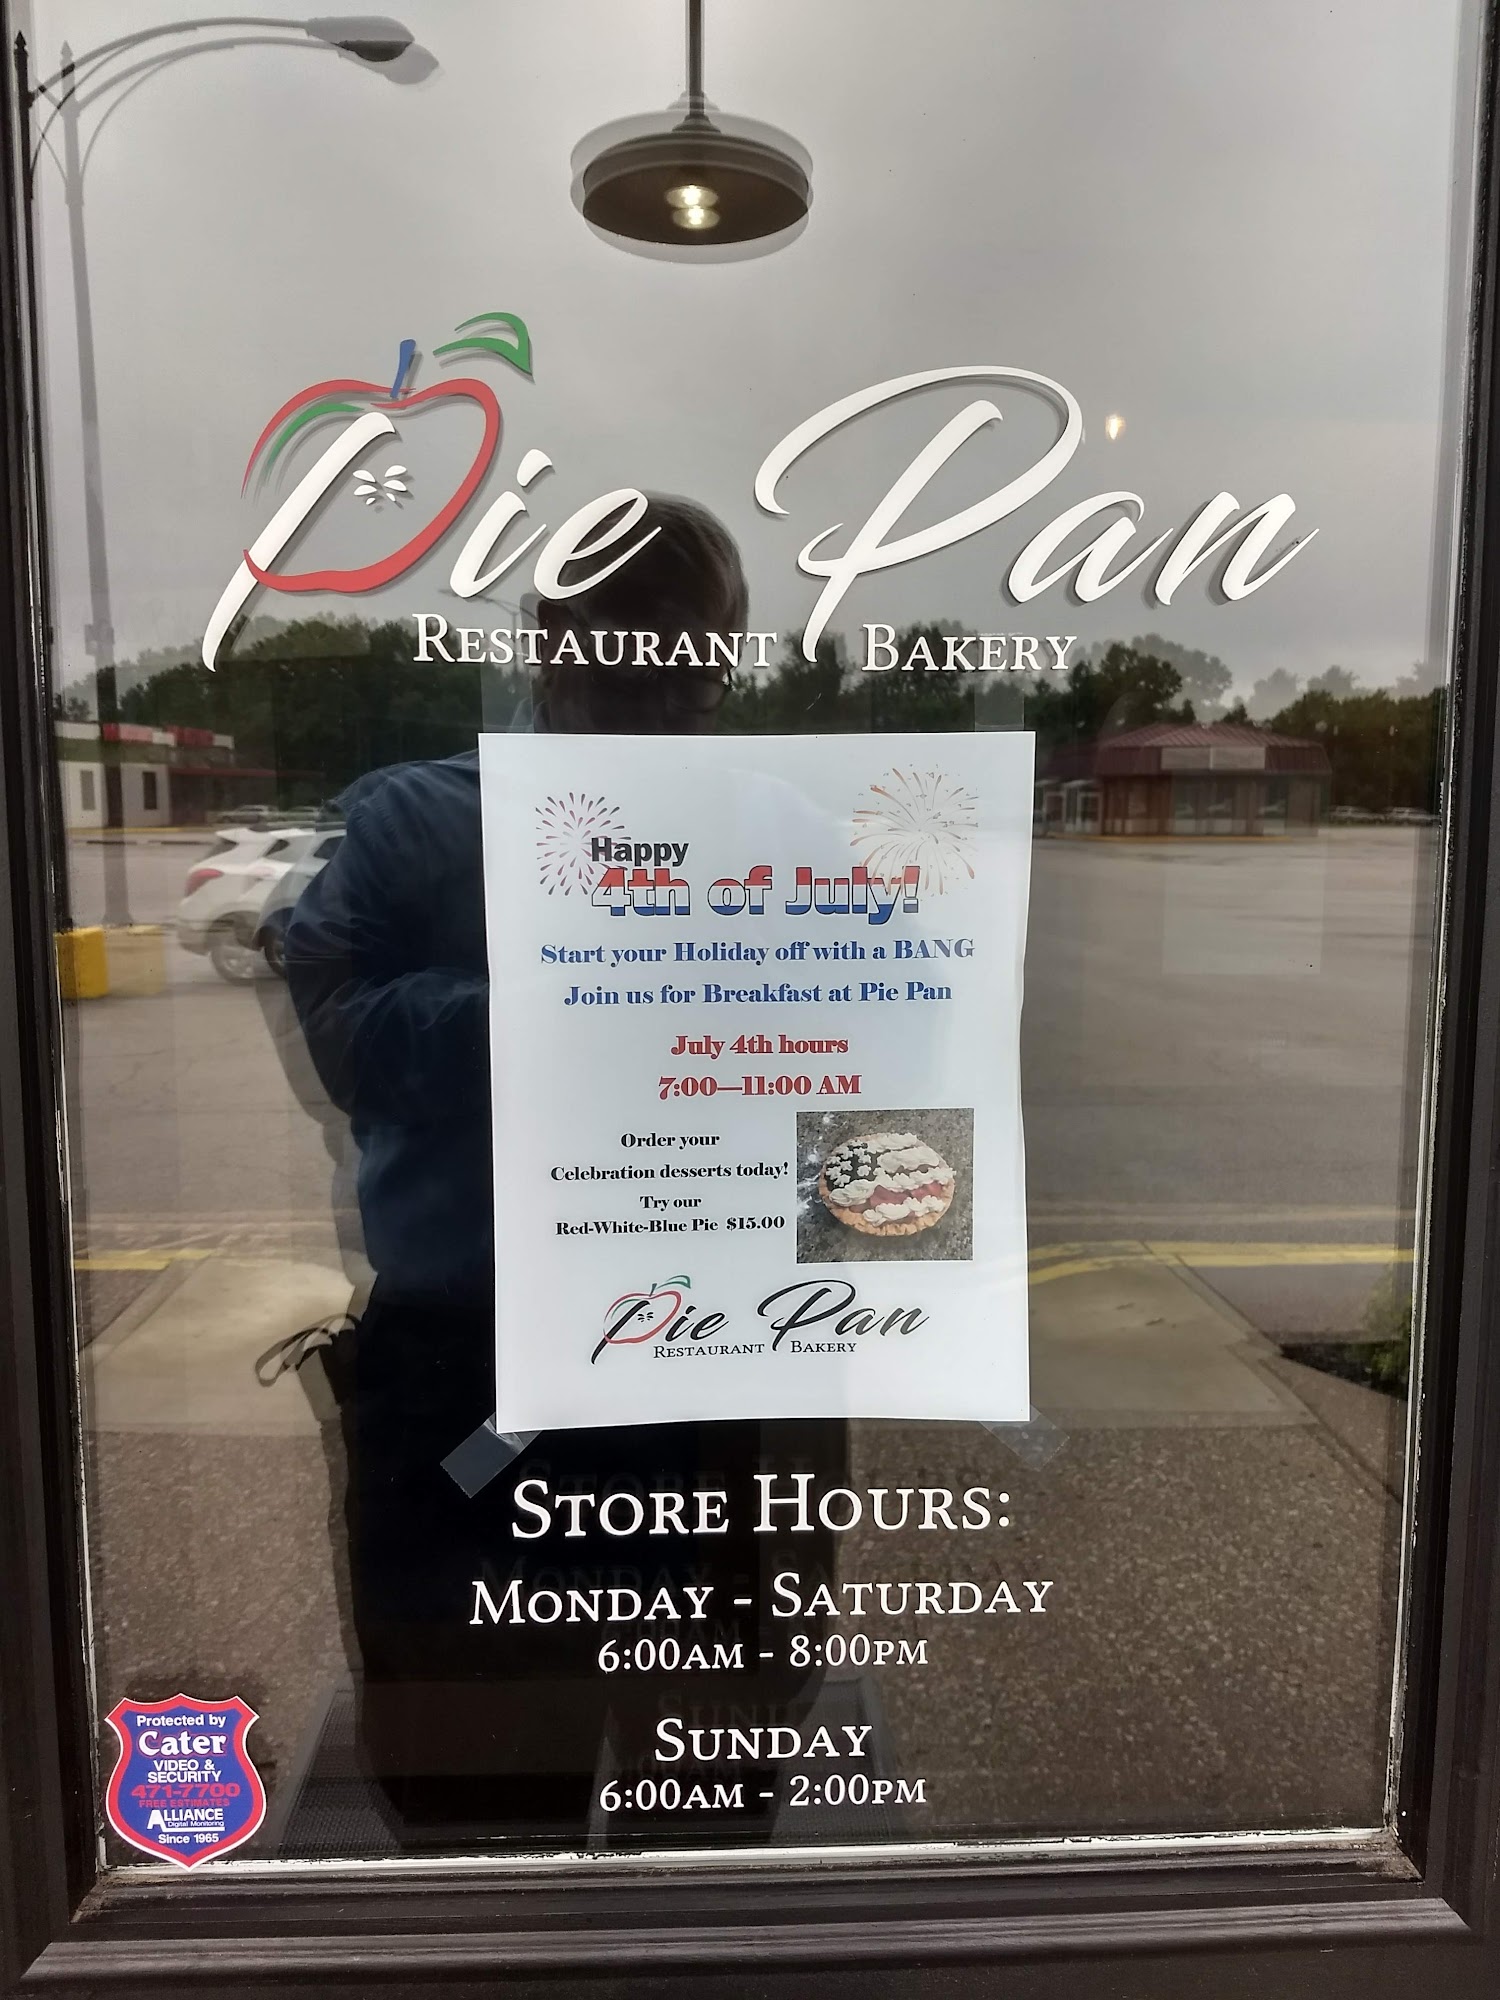 Pie Pan
RESTAURANT BAKERY
Happy
4th of July!
Start your Holiday off with a BANG
Join us for Breakfast at Pie Pan
July 4th hours
7:00—11:00 AM
Order your
Celebration desserts today!
Try our
Red-White-Blue Pie $15.00
Pie Pan
RESTAURANT BAKERY
STORE HOURS:
MONDAY - SATURDAY
6:00AM - 8:00PM
SUNDAY
6:00AM - 2:00PM
Protected by
Cater
VIDEO &
SECURITY
471-7700
FREE ESTIMATES
ALLIANCE
Digital Monitoring
Since 1965